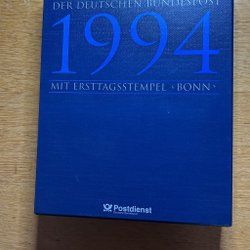 DER DEUTSCHEN BUNDESPOST
1994
MIT ERSTTAGSSTEMPEL ›BONN‹
Postdienst